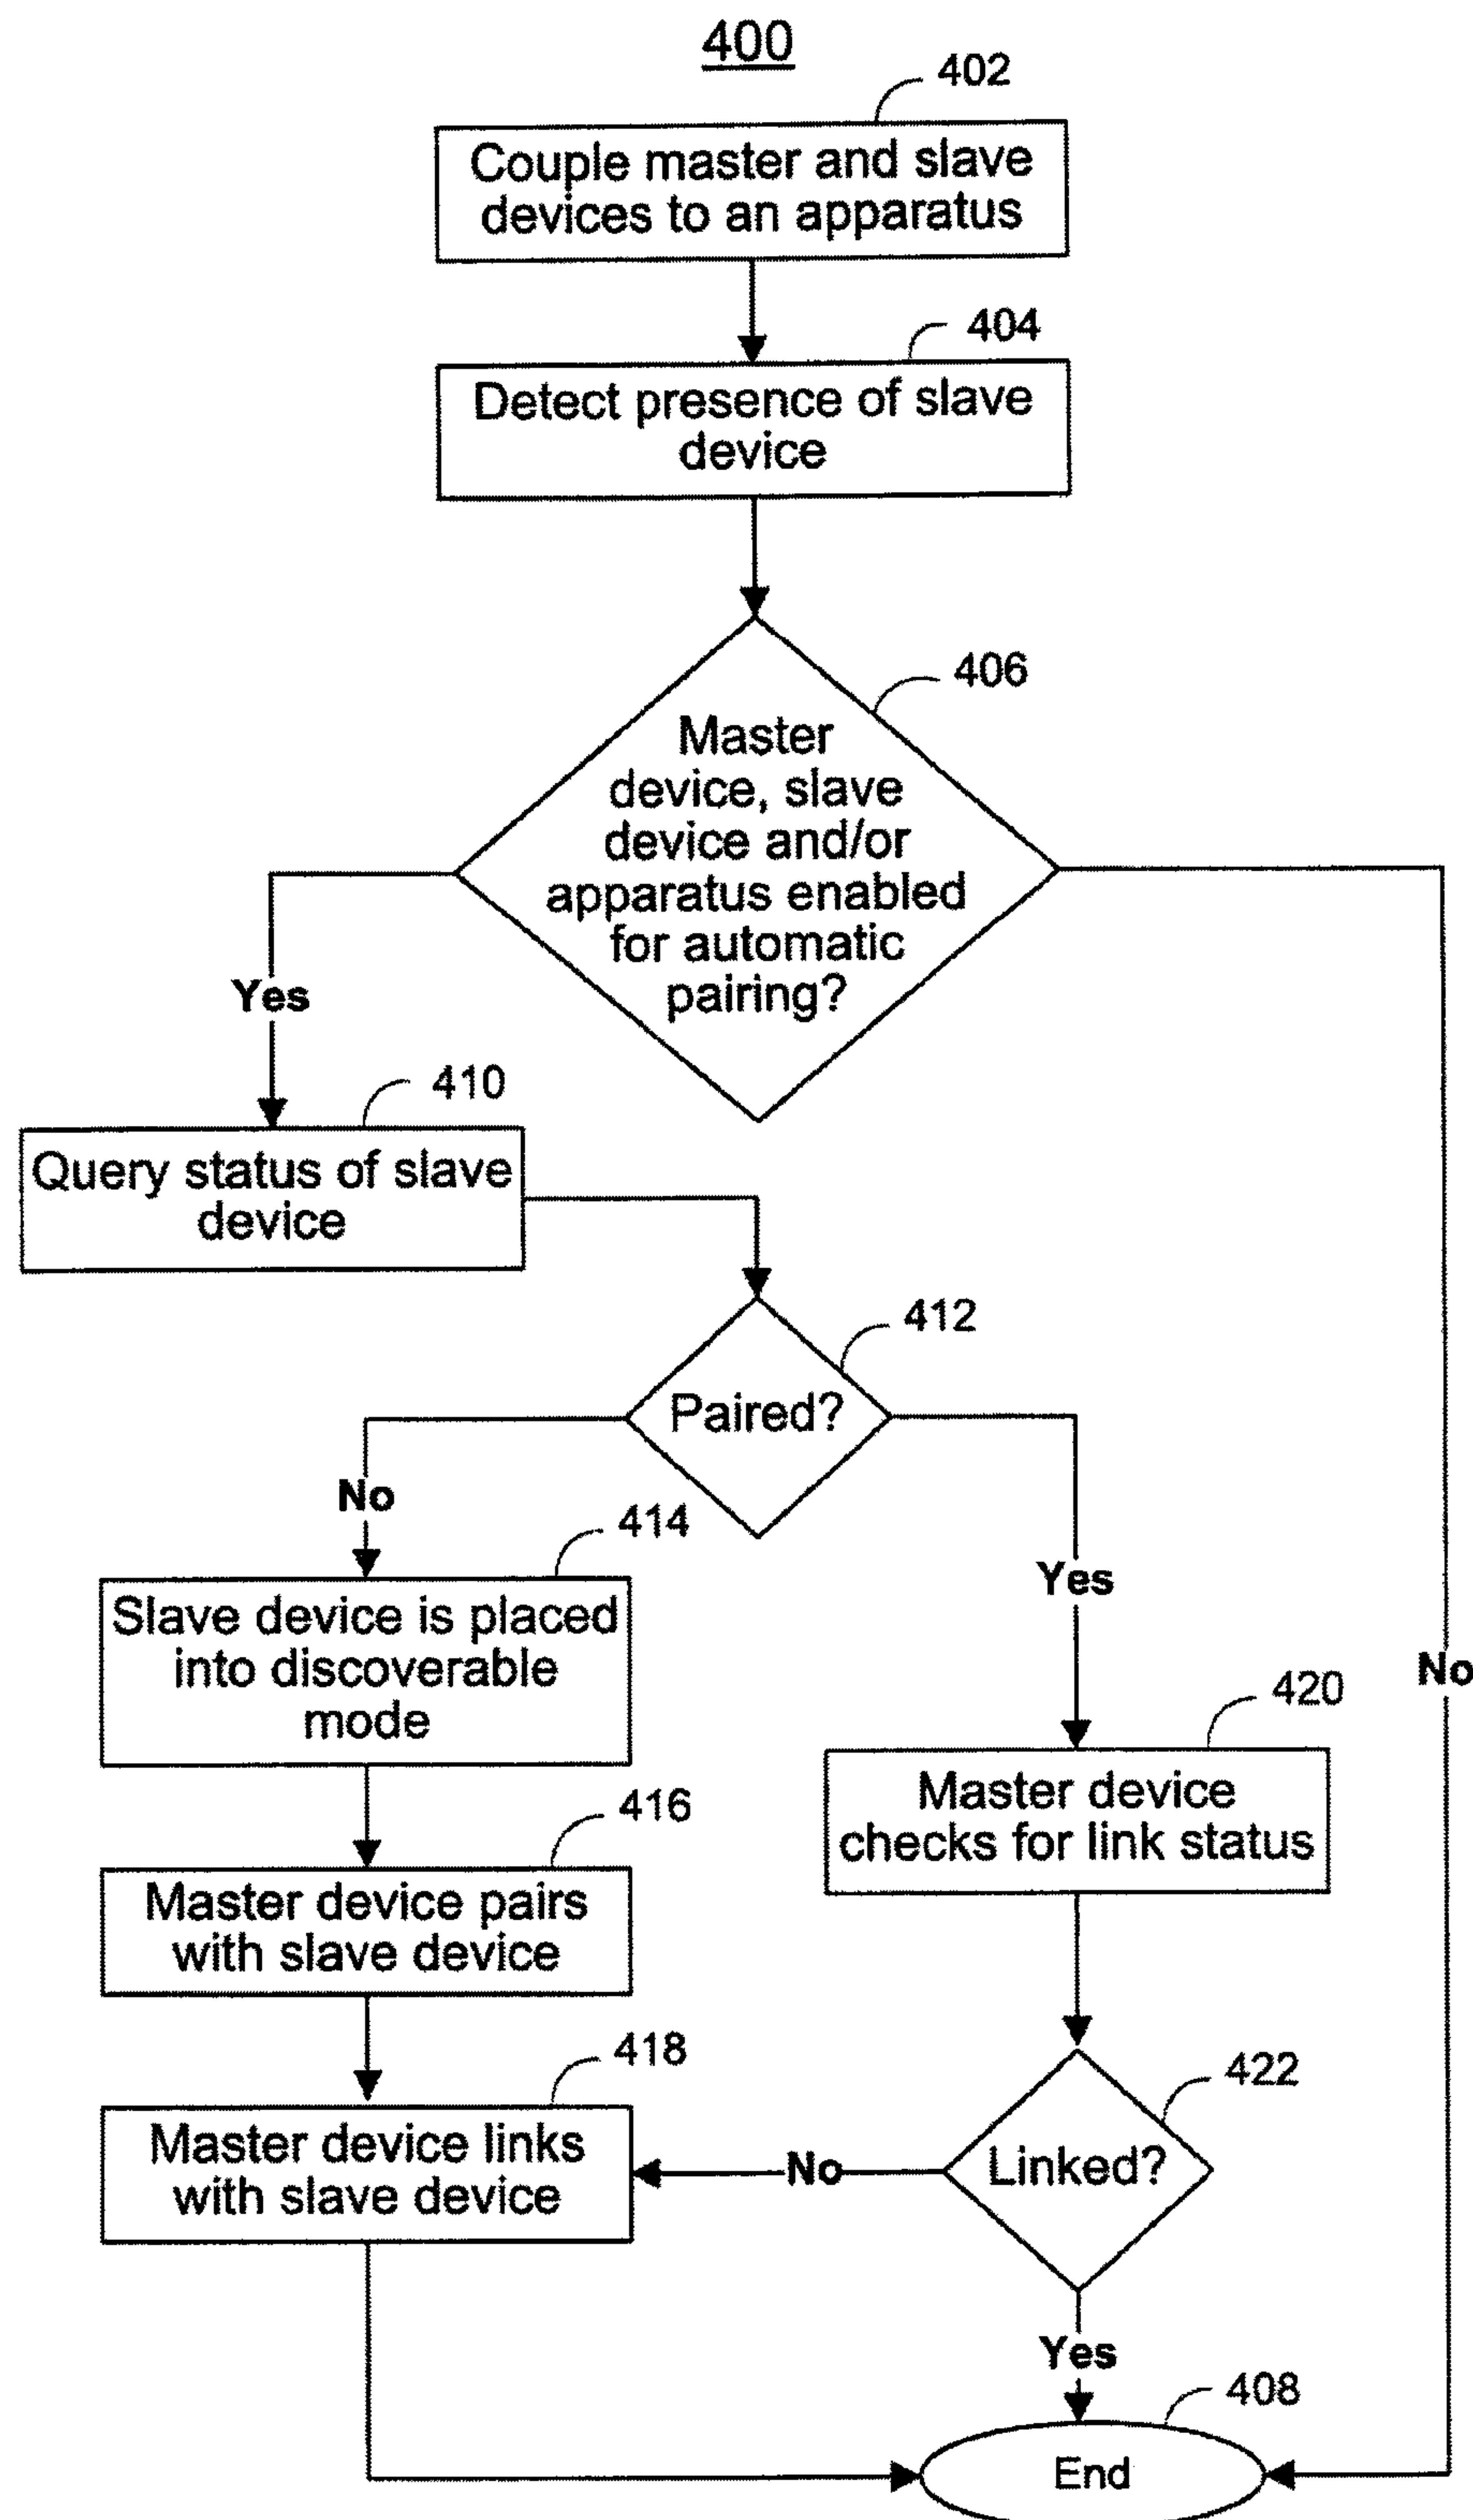 400
402
Couple master and slave
devices to an apparatus
404
Detect presence of slave
device
406
Master
device, slave
device and/or
apparatus enabled
for automatic
pairing?
Yes
410
Query status of slave
device
412
Paired?
No
414
Slave device is placed
into discoverable
mode
Yes
No
420
Master device
checks for link status
416
Master device pairs
with slave device
418
Master device links
with slave device
422
Linked?
No
Yes
408
End